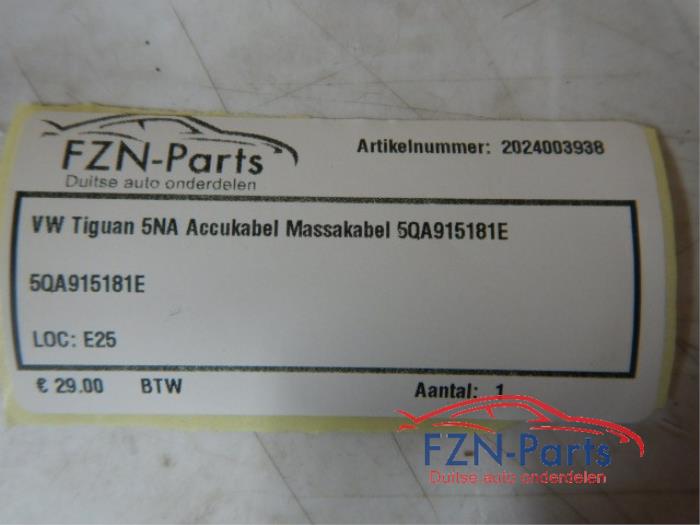 FZN-Parts
Duitse auto onderdelen
Artikelnummer: 2024003938
VW Tiguan 5NA Accukabel Massakabel 5QA915181E
5QA915181E
LOC: E25
€ 29.00 BTW
Aantal: 1
FZN-Parts
Duitse auto onderdelen